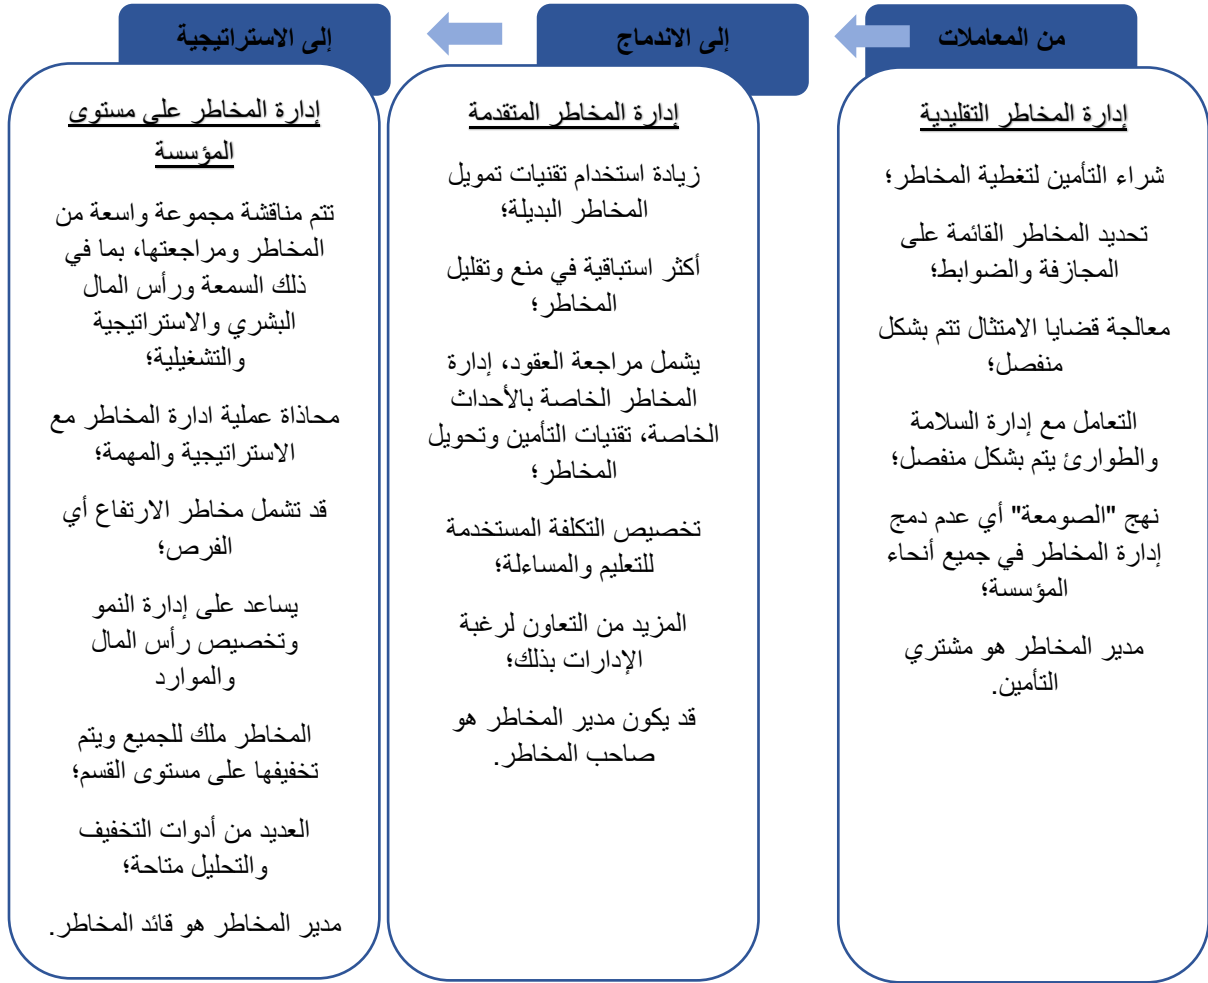 من المعاملات
إدارة المخاطر التقليدية
شراء التأمين لتغطية المخاطر؛
تحديد المخاطر القائمة على
المجازفة والضوابط؛
معالجة قضايا الامتثال تتم بشكل
منفصل؛
التعامل مع إدارة السلامة
والطوارئ يتم بشكل منفصل؛
نهج "الصومعة" أي عدم دمج
إدارة المخاطر في جميع أنحاء
المؤسسة؛
مدير المخاطر هو مشتري
التأمين.
إلى الاندماج
إدارة المخاطر المتقدمة
زيادة استخدام تقنيات تمويل
المخاطر البديلة؛
أكثر استباقية في منع وتقليل
المخاطر؛
يشمل مراجعة العقود، إدارة
المخاطر الخاصة بالأحداث
الخاصة، تقنيات التأمين وتحويل
المخاطر؛
تخصيص التكلفة المستخدمة
للتعليم والمساءلة؛
المزيد من التعاون لرغبة
الإدارات بذلك؛
قد يكون مدير المخاطر هو
صاحب المخاطر.
إلى الاستراتيجية
إدارة المخاطر على مستوى
المؤسسة
تتم مناقشة مجموعة واسعة من
المخاطر ومراجعتها، بما في
ذلك السمعة ورأس المال
البشري والاستراتيجية
والتشغيلية؛
محاذاة عملية ادارة المخاطر مع
الاستراتيجية والمهمة؛
قد تشمل مخاطر الارتفاع أي
الفرص؛
يساعد على إدارة النمو
وتخصيص رأس المال
والموارد
المخاطر ملك للجميع ويتم
تخفيفها على مستوى القسم؛
العديد من أدوات التخفيف
والتحليل متاحة؛
مدير المخاطر هو قائد المخاطر.